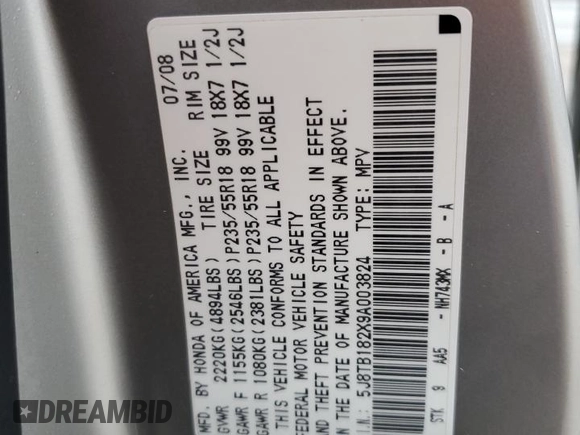 MFD. BY HONDA OF AMERICA MFG., INC. 07/08
GVWR 2220KG(4894LBS) TIRE SIZE RIM SIZE
GAWR F 1155KG(2546LBS)P235/55R18 99V 18X7 1/2J
GAWR R 1080KG(2381LBS)P235/55R18 99V 18X7 1/2J
THIS VEHICLE CONFORMS TO ALL APPLICABLE
FEDERAL MOTOR VEHICLE SAFETY
AND THEFT PREVENTION STANDARDS IN EFFECT
ON THE DATE OF MANUFACTURE SHOWN ABOVE.
V.I.N.: 5J8TB182X9A003824 TYPE: MPV
STK 9 AA5 - NH743MX - B - A
DREAMBID